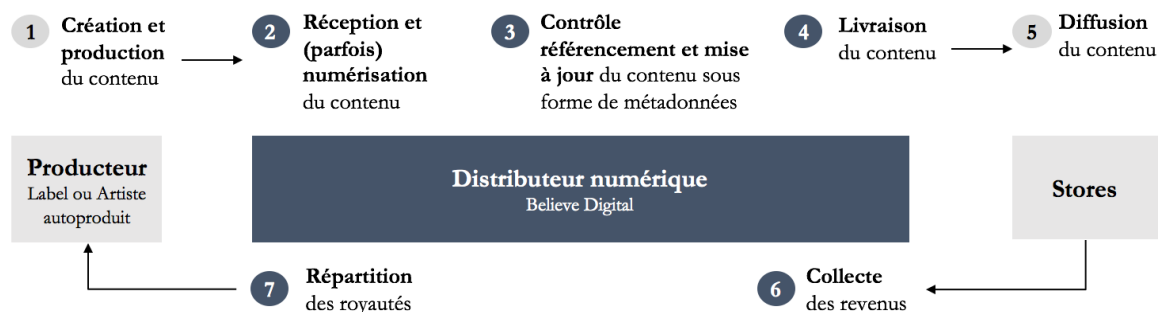 1 Création et
production
du contenu
2 Réception et
(parfois)
numérisation
du contenu
3 Contrôle
référencement et mise
à jour du contenu sous
forme de métadonnées
4 Livraison
du contenu
5 Diffusion
du contenu
Producteur
Label ou Artiste
autoproduit
Distributeur numérique
Believe Digital
Stores
7 Répartition
des royautés
6 Collecte
des revenus